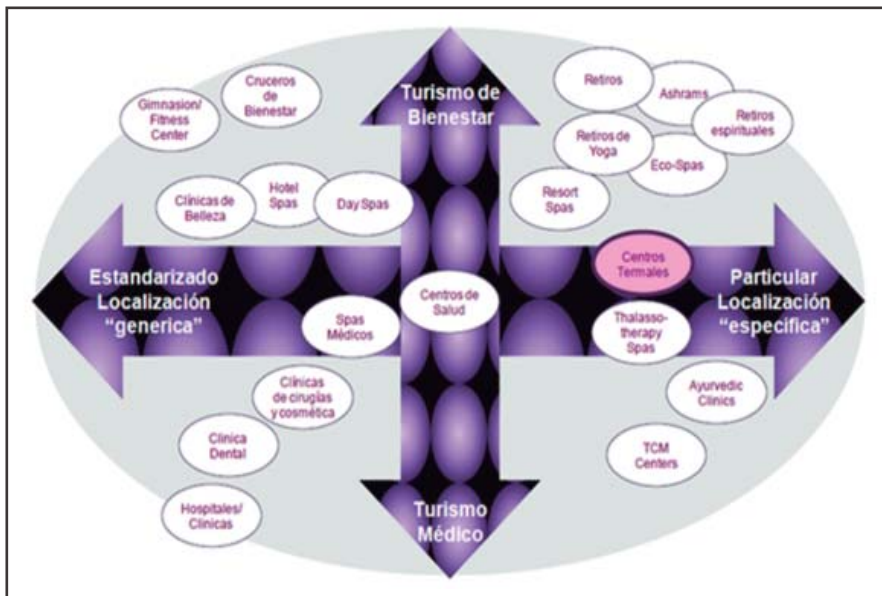 Turismo de
Bienestar
Gimnasion/
Fitness
Center
Cruceros
de
Bienestar
Retiros
Ashrams
Retiros
espirituales
Retiros de
Yoga
Eco-Spas
Resort
Spas
Clínicas de
Belleza
Hotel
Spas
Day Spas
Estandarizado
Localización
“generica”
Centros
Termales
Particular
Localización
“especifica”
Centros de
Salud
Spas
Médicos
Thalasso-
therapy
Spas
Clínicas
de cirugías
y cosmética
Ayurvedic
Clinics
Clinica
Dental
TCM
Centers
Hospitales/
Clinicas
Turismo
Médico